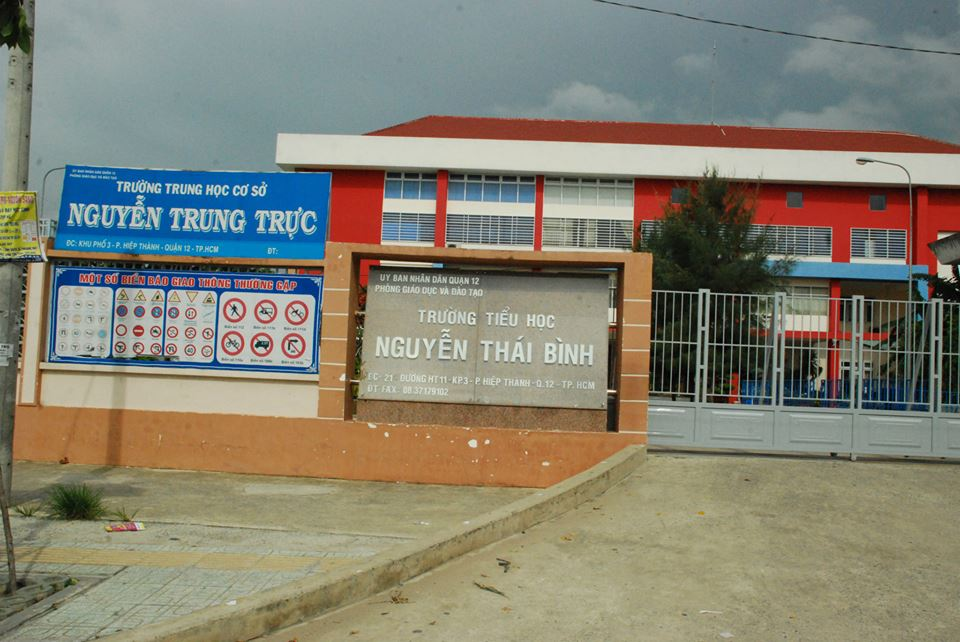 ỦY BAN NHÂN DÂN QUẬN 12
PHÒNG GIÁO DỤC VÀ ĐÀO TẠO
TRƯỜNG TRUNG HỌC CƠ SỞ
NGUYỄN TRUNG TRỰC
ĐC: KHU PHỐ 3 - P. HIỆP THÀNH - QUẬN 12 - TP.HCM
ĐT:
MỘT SỐ BIỂN BÁO GIAO THÔNG THƯỜNG GẶP
UY BAN NHÂN DÂN QUẬN 12
PHÒNG GIÁO DỤC VÀ ĐÀO TẠO
TRƯỜNG TIỂU HỌC
NGUYỄN THÁI BÌNH
ĐC: 21 ĐƯỜNG HT11 - KP3 - P. HIỆP THÀNH - Q.12 - TP. HCM
ĐT FAX: 08.37179102